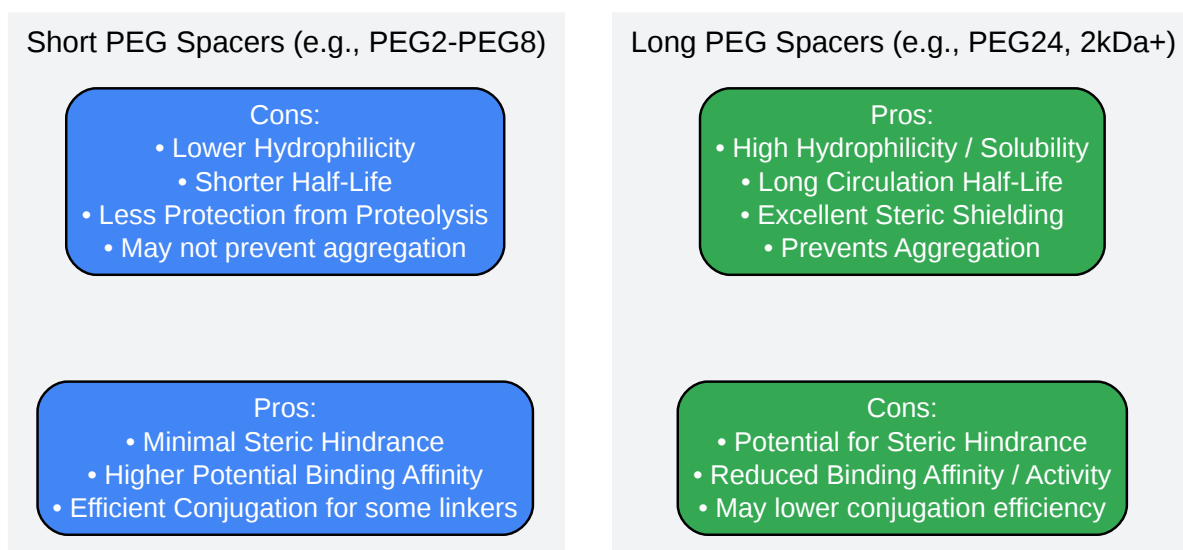 Short PEG Spacers (e.g., PEG2-PEG8)
Cons:
• Lower Hydrophilicity
• Shorter Half-Life
• Less Protection from Proteolysis
• May not prevent aggregation
Pros:
• Minimal Steric Hindrance
• Higher Potential Binding Affinity
• Efficient Conjugation for some linkers
Long PEG Spacers (e.g., PEG24, 2kDa+)
Pros:
• High Hydrophilicity / Solubility
• Long Circulation Half-Life
• Excellent Steric Shielding
• Prevents Aggregation
Cons:
• Potential for Steric Hindrance
• Reduced Binding Affinity / Activity
• May lower conjugation efficiency